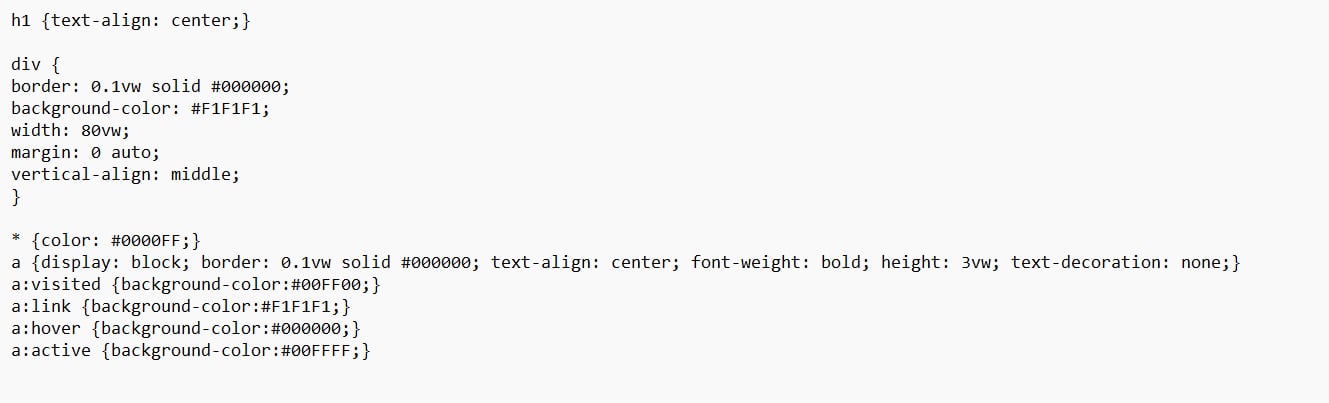 h1 {text-align: center;}
div {
border: 0.1vw solid #000000;
background-color: #F1F1F1;
width: 80vw;
margin: 0 auto;
vertical-align: middle;
}
* {color: #0000FF;}
a {display: block; border: 0.1vw solid #000000; text-align: center; font-weight: bold; height: 3vw; text-decoration: none;}
a:visited {background-color:#00FF00;}
a:link {background-color:#F1F1F1;}
a:hover {background-color:#000000;}
a:active {background-color:#00FFFF;}